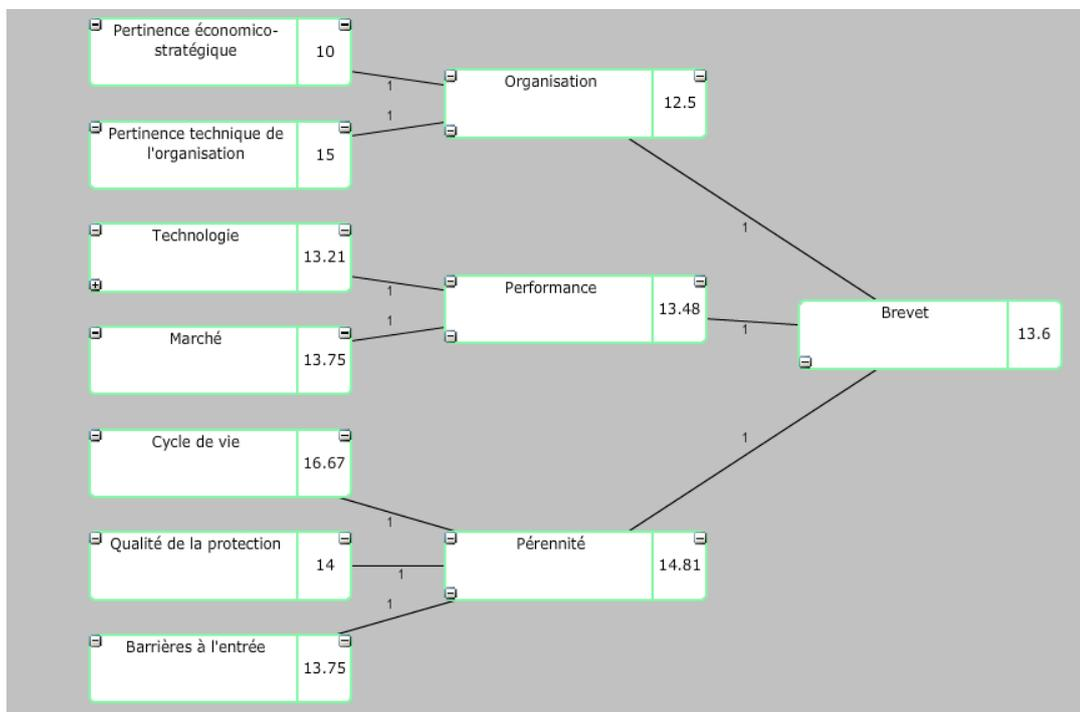 Pertinence économico-
stratégique
10
1
Organisation
12.5
Pertinence technique de
l'organisation
15
1
1
Technologie
13.21
1
Performance
13.48
1
Brevet
13.6
Marché
13.75
1
Cycle de vie
16.67
1
1
Qualité de la protection
14
1
Pérennité
14.81
Barrières à l'entrée
13.75
1